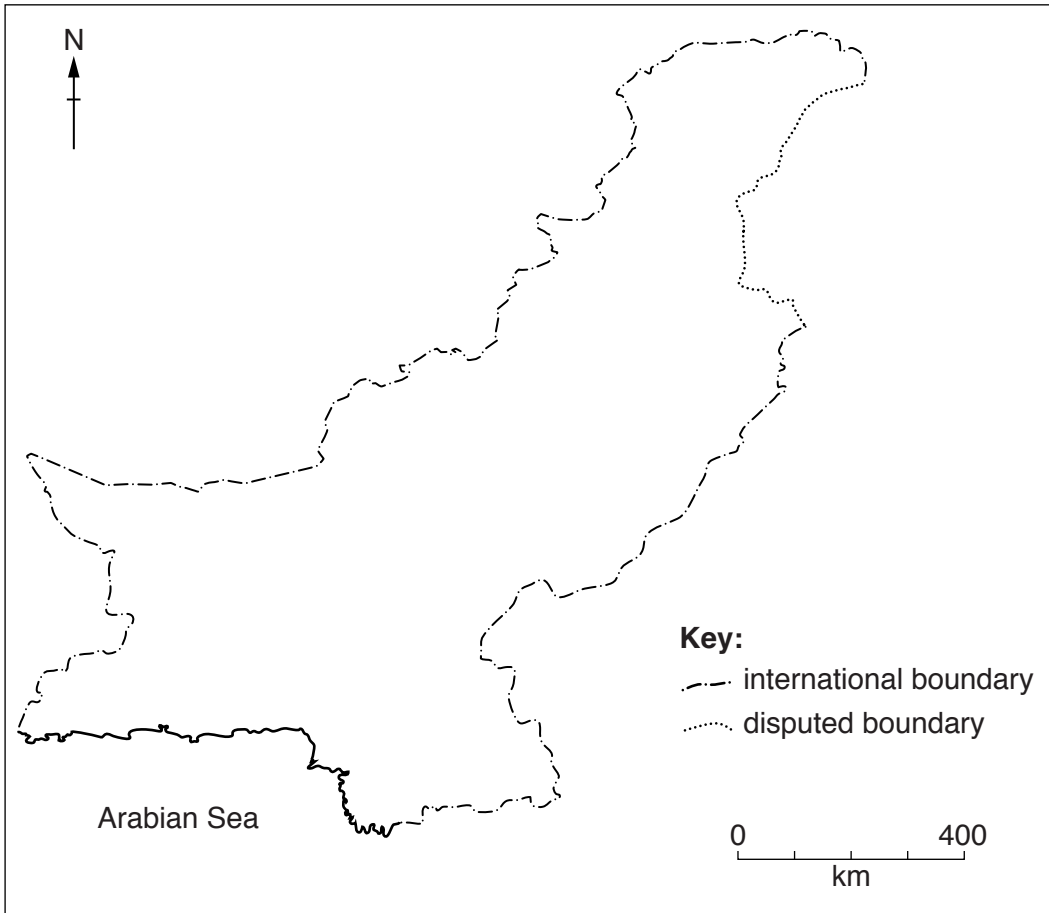 N
Key:
international boundary
disputed boundary
Arabian Sea
0 400
km